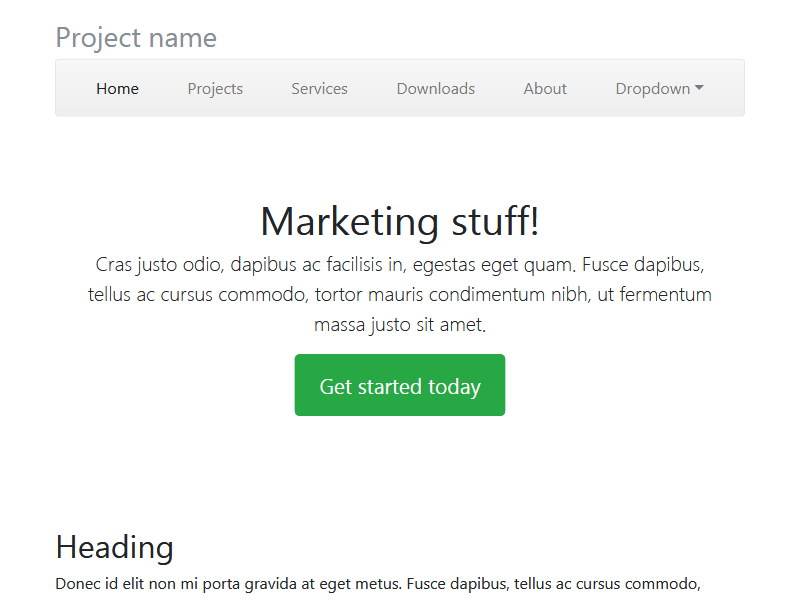 Project name
Home Projects Services Downloads About Dropdown
Marketing stuff!
Cras justo odio, dapibus ac facilisis in, egestas eget quam. Fusce dapibus,
tellus ac cursus commodo, tortor mauris condimentum nibh, ut fermentum
massa justo sit amet.
Get started today
Heading
Donec id elit non mi porta gravida at eget metus. Fusce dapibus, tellus ac cursus commodo,